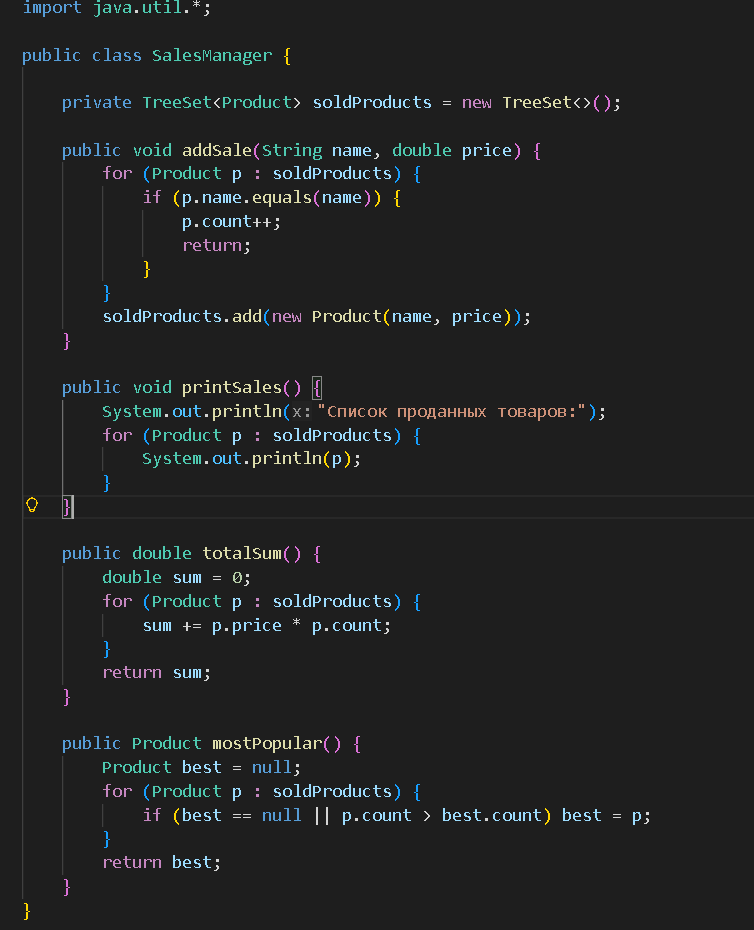 import java.util.*;
public class SalesManager {
private TreeSet<Product> soldProducts = new TreeSet<>();
public void addSale(String name, double price) {
for (Product p : soldProducts) {
if (p.name.equals(name)) {
p.count++;
return;
}
}
soldProducts.add(new Product(name, price));
}
public void printSales() {
System.out.println(x: "Список проданных товаров:");
for (Product p : soldProducts) {
System.out.println(p);
}
}
public double totalSum() {
double sum = 0;
for (Product p : soldProducts) {
sum += p.price * p.count;
}
return sum;
}
public Product mostPopular() {
Product best = null;
for (Product p : soldProducts) {
if (best == null || p.count > best.count) best = p;
}
return best;
}
}